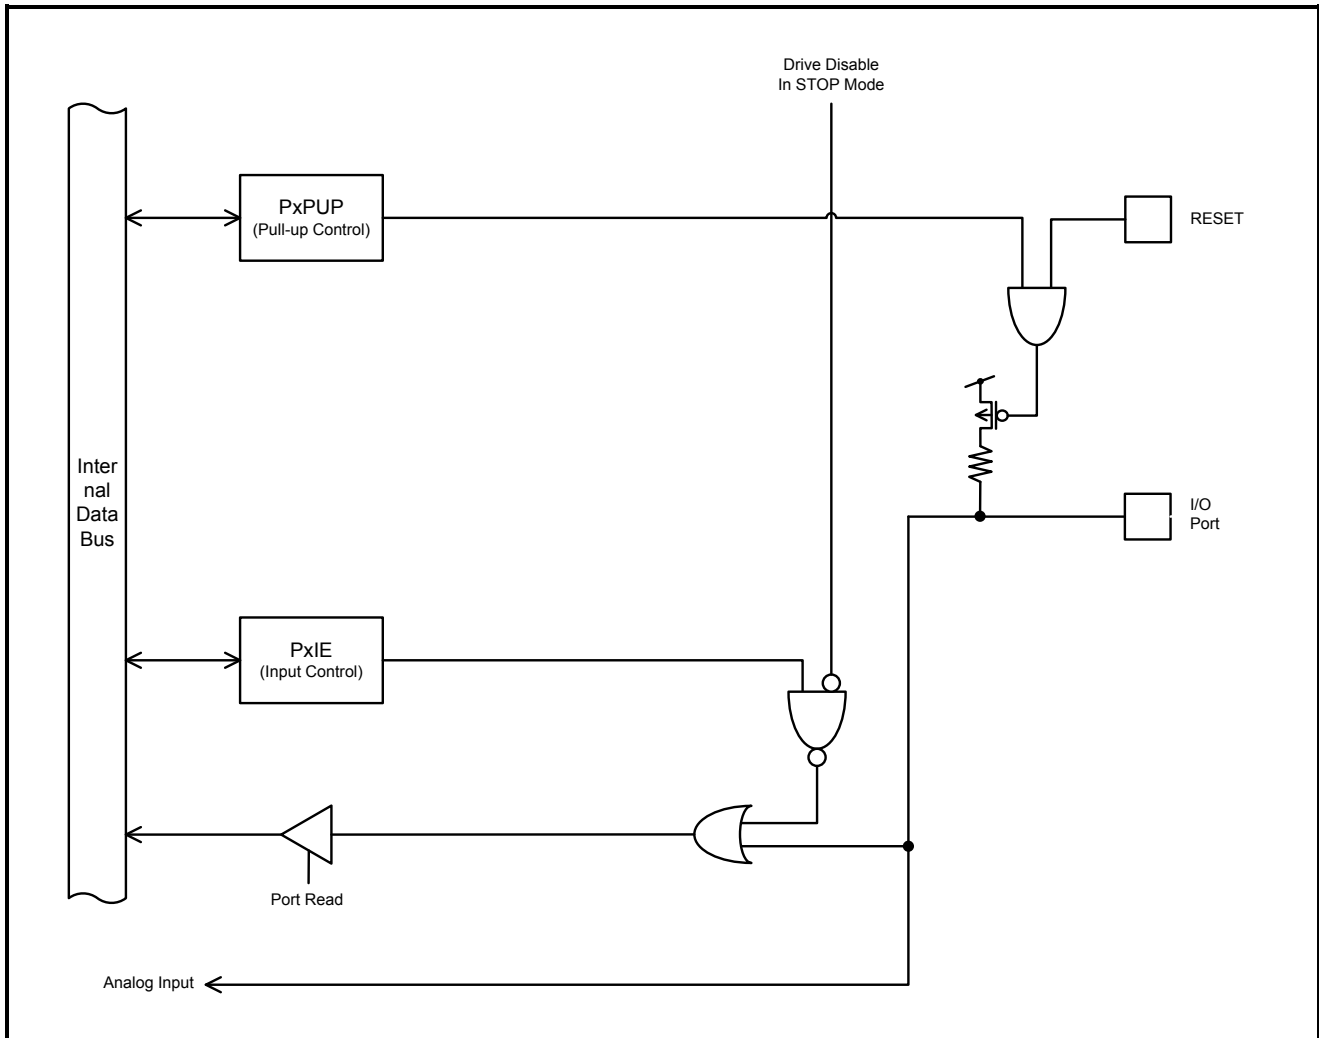 Drive Disable
In STOP Mode
PxPUP
(Pull-up Control)
RESET
Inter
nal
Data
Bus
I/O
Port
PxIE
(Input Control)
Port Read
Analog Input